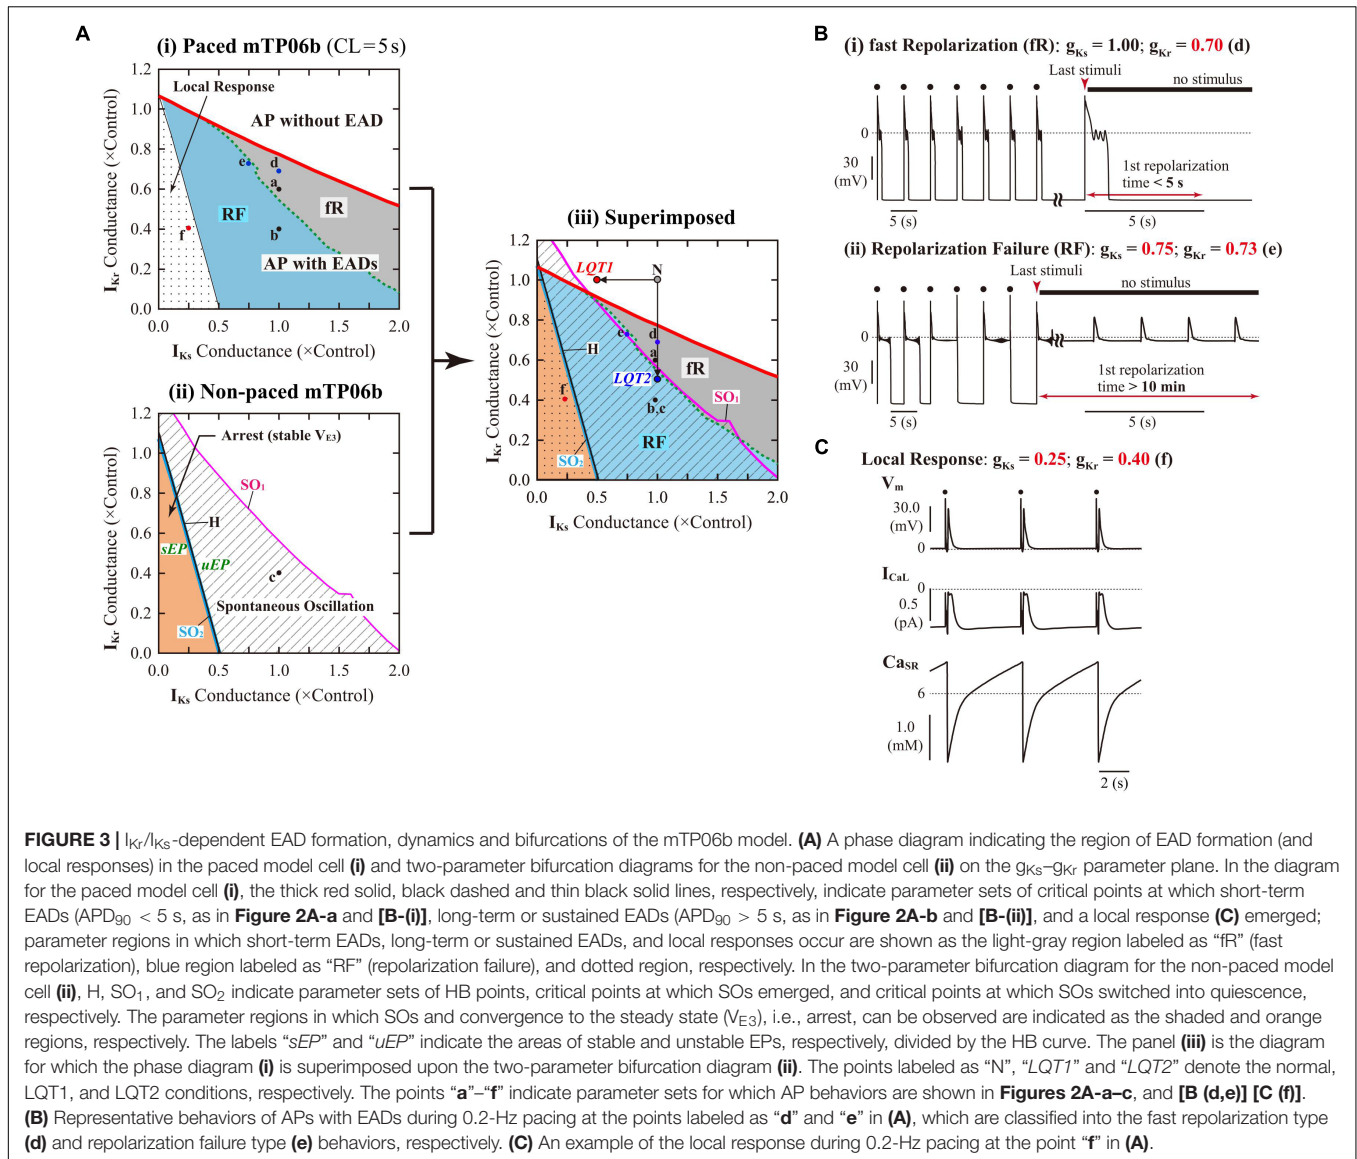 A
(i) Paced mTP06b (CL=5 s)
1.2
1.0
0.8
0.6
0.4
0.2
0.0
I_Kr Conductance (×Control)
Local Response
AP without EAD
e
d
a
fR
RF
f
b
AP with EADs
0.0
0.5
1.0
1.5
2.0
I_Ks Conductance (×Control)
(ii) Non-paced mTP06b
1.2
1.0
0.8
0.6
0.4
0.2
0.0
I_Kr Conductance (×Control)
Arrest (stable V_E3)
SO₁
H
sEP
uEP
c
Spontaneous Oscillation
SO₂
0.0
0.5
1.0
1.5
2.0
I_Ks Conductance (×Control)
(iii) Superimposed
1.2
1.0
0.8
0.6
0.4
0.2
0.0
I_Kr Conductance (×Control)
LQT1
N
e
d
H
a
fR
LQT2
f
b,c
SO₁
RF
SO₂
0.0
0.5
1.0
1.5
2.0
I_Ks Conductance (×Control)
B
(i) fast Repolarization (fR): g_Ks = 1.00; g_Kr = 0.70 (d)
Last stimuli
no stimulus
0
30
(mV)
1st repolarization
time < 5 s
5 (s)
5 (s)
(ii) Repolarization Failure (RF): g_Ks = 0.75; g_Kr = 0.73 (e)
Last stimuli
no stimulus
0
30
(mV)
1st repolarization
time > 10 min
5 (s)
5 (s)
C
Local Response: g_Ks = 0.25; g_Kr = 0.40 (f)
V_m
30.0
(mV)
0
I_CaL
0
0.5
(pA)
Ca_SR
6
1.0
(mM)
2 (s)
FIGURE 3 | I_Kr/I_Ks-dependent EAD formation, dynamics and bifurcations of the mTP06b model. (A) A phase diagram indicating the region of EAD formation (and
local responses) in the paced model cell (i) and two-parameter bifurcation diagrams for the non-paced model cell (ii) on the g_Ks–g_Kr parameter plane. In the diagram
for the paced model cell (i), the thick red solid, black dashed and thin black solid lines, respectively, indicate parameter sets of critical points at which short-term
EADs (APD₉₀ < 5 s, as in Figure 2A-a and [B-(i)], long-term or sustained EADs (APD₉₀ > 5 s, as in Figure 2A-b and [B-(ii)], and a local response (C) emerged;
parameter regions in which short-term EADs, long-term or sustained EADs, and local responses occur are shown as the light-gray region labeled as “fR” (fast
repolarization), blue region labeled as “RF” (repolarization failure), and dotted region, respectively. In the two-parameter bifurcation diagram for the non-paced model
cell (ii), H, SO₁, and SO₂ indicate parameter sets of HB points, critical points at which SOs emerged, and critical points at which SOs switched into quiescence,
respectively. The parameter regions in which SOs and convergence to the steady state (V_E3), i.e., arrest, can be observed are indicated as the shaded and orange
regions, respectively. The labels “sEP” and “uEP” indicate the areas of stable and unstable EPs, respectively, divided by the HB curve. The panel (iii) is the diagram
for which the phase diagram (i) is superimposed upon the two-parameter bifurcation diagram (ii). The points labeled as “N”, “LQT1” and “LQT2” denote the normal,
LQT1, and LQT2 conditions, respectively. The points “a”–“f” indicate parameter sets for which AP behaviors are shown in Figures 2A-a–c, and [B (d,e)] [C (f)].
(B) Representative behaviors of APs with EADs during 0.2-Hz pacing at the points labeled as “d” and “e” in (A), which are classified into the fast repolarization type
(d) and repolarization failure type (e) behaviors, respectively. (C) An example of the local response during 0.2-Hz pacing at the point “f” in (A).